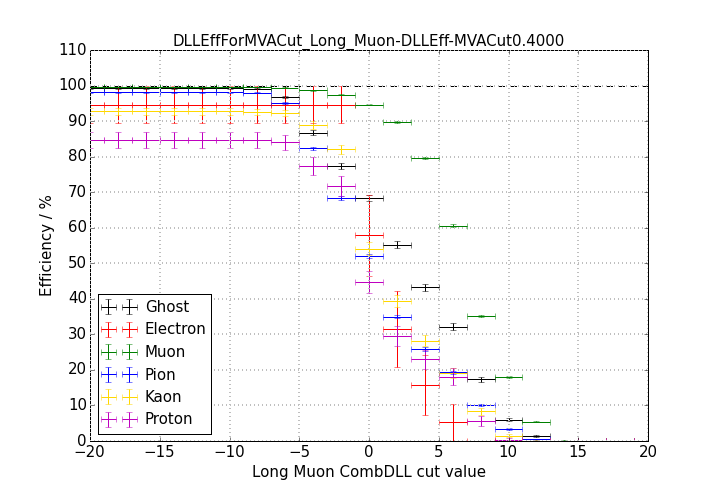 DLLEffForMVACut_Long_Muon-DLLEff-MVACut0.4000
110
100
90
80
70
60
50
40
30
20
10
0
Efficiency / %
Ghost
Electron
Muon
Pion
Kaon
Proton
−20 −15 −10 −5 0 5 10 15 20
Long Muon CombDLL cut value